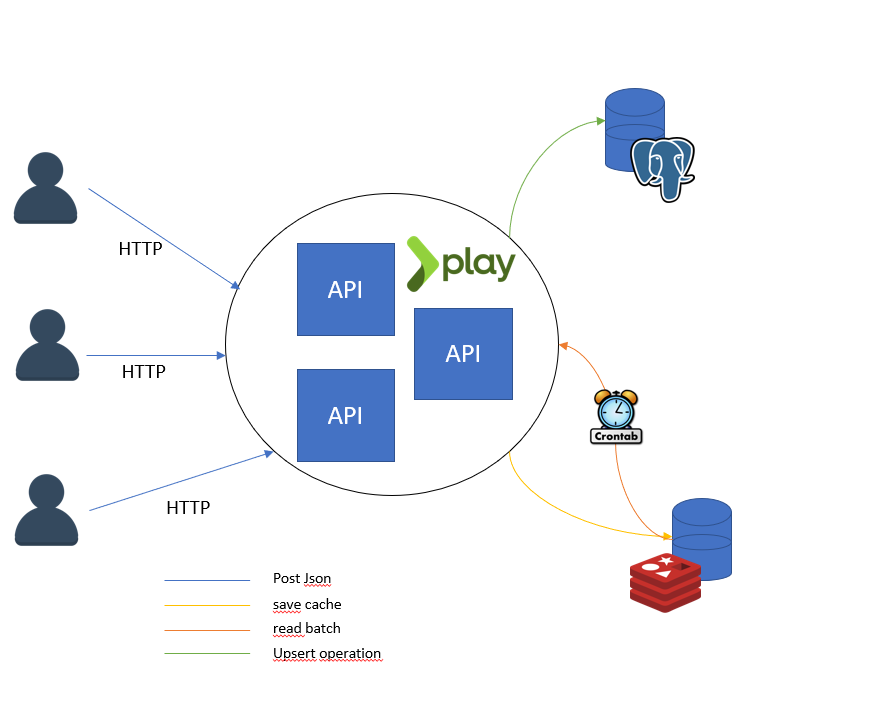 HTTP
API
play
API
HTTP
API
Crontab
HTTP
Post Json
save cache
read batch
Upsert operation